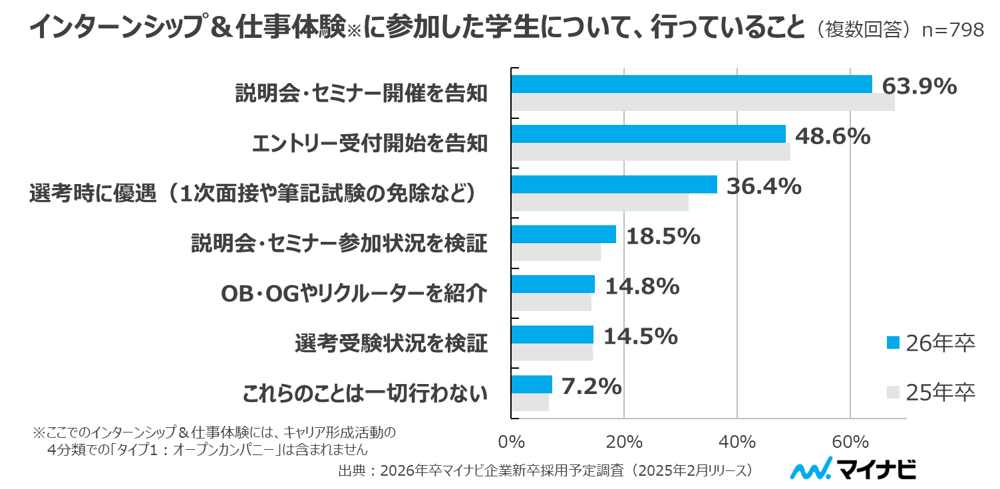 インターンシップ＆仕事体験※に参加した学生について、行っていること（複数回答）n=798
説明会・セミナー開催を告知
63.9%
エントリー受付開始を告知
48.6%
選考時に優遇（1次面接や筆記試験の免除など）
36.4%
説明会・セミナー参加状況を検証
18.5%
OB・OGやリクルーターを紹介
14.8%
選考受験状況を検証
14.5%
これらのことは一切行わない
7.2%
26年卒
25年卒
0%
20%
40%
60%
※ここでのインターンシップ＆仕事体験には、キャリア形成活動の
4分類での「タイプ1：オープンカンパニー」は含まれません
出典：2026年卒マイナビ企業新卒採用予定調査（2025年2月リリース）
マイナビ